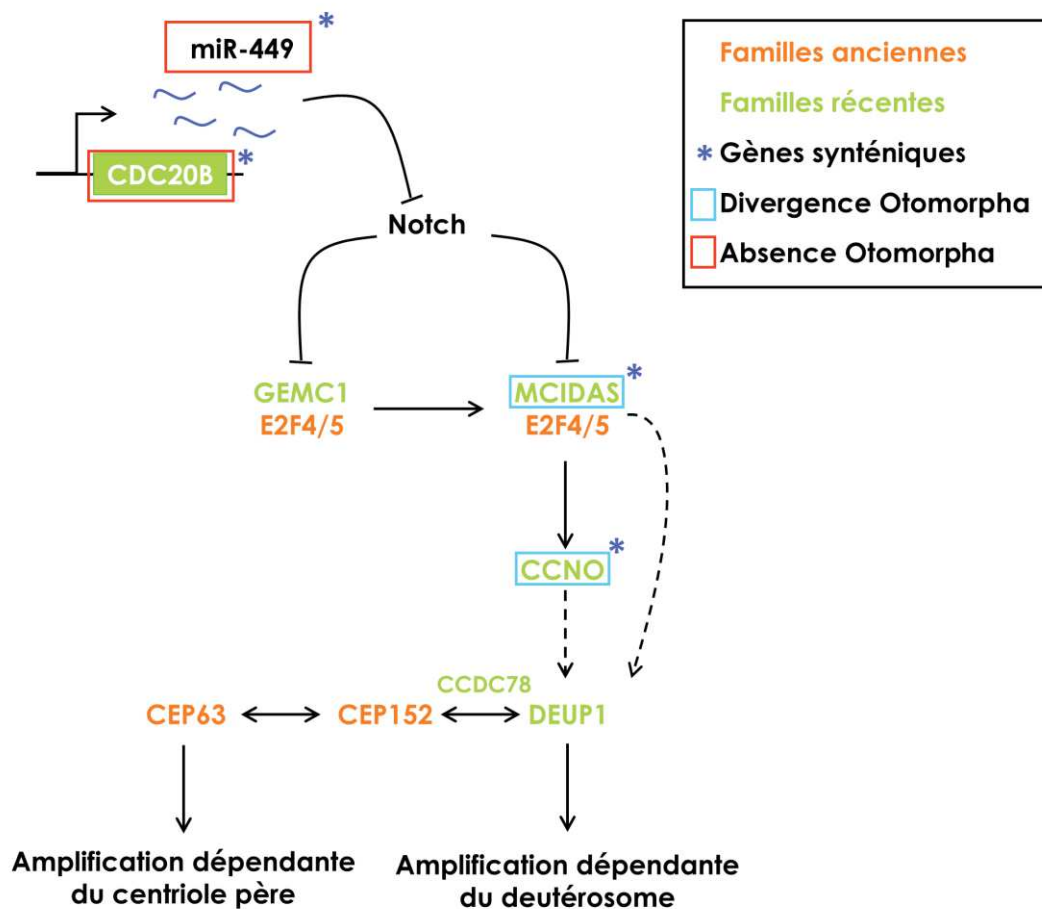 miR-449
*
CDC20B
*
Notch
GEMC1
E2F4/5
MCIDAS
*
E2F4/5
CCNO
*
CCDC78
CEP63
CEP152
DEUP1
Amplification dépendante
du centriole père
Amplification dépendante
du deutérosome
Familles anciennes
Familles récentes
* Gènes synténiques
Divergence Otomorpha
Absence Otomorpha